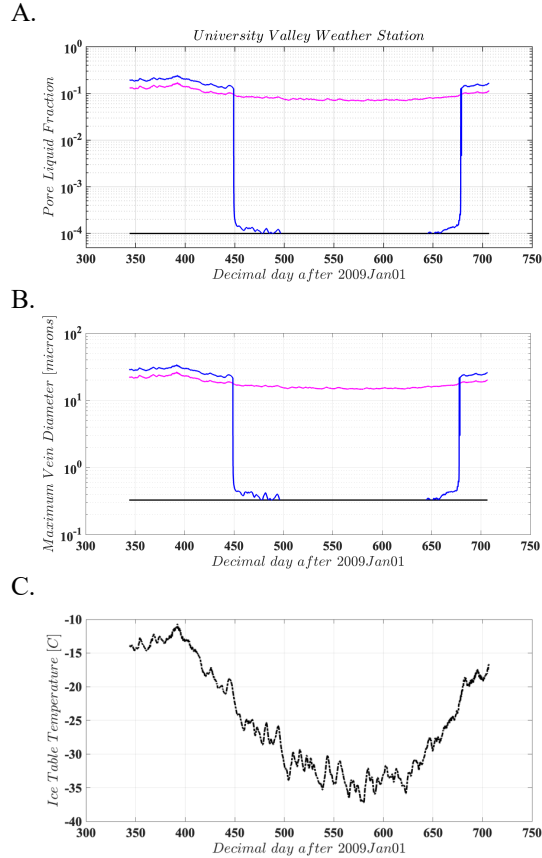 A.
University Valley Weather Station
Pore Liquid Fraction
10^0
10^-1
10^-2
10^-3
10^-4
300 350 400 450 500 550 600 650 700 750
Decimal day after 2009Jan01
B.
Maximum Vein Diameter [microns]
10^2
10^1
10^0
10^-1
300 350 400 450 500 550 600 650 700 750
Decimal day after 2009Jan01
C.
Ice Table Temperature [C]
-10
-15
-20
-25
-30
-35
-40
300 350 400 450 500 550 600 650 700 750
Decimal day after 2009Jan01